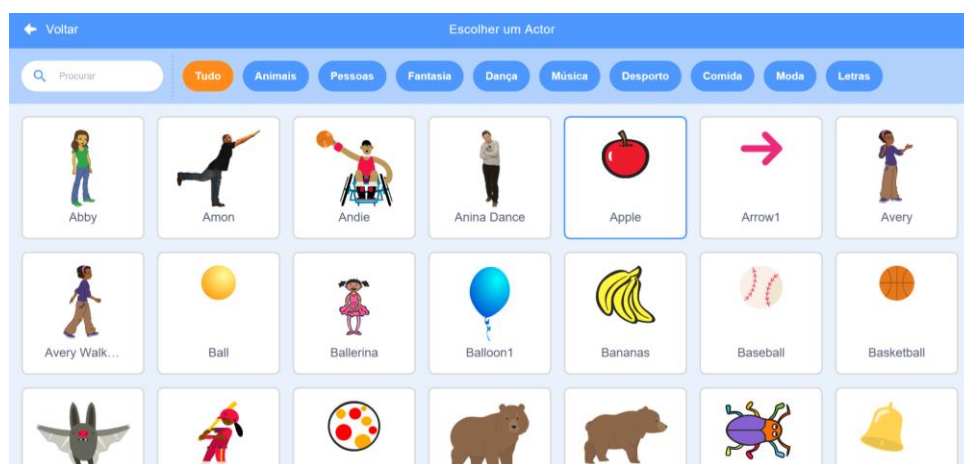 Voltar
Escolher um Actor
Procurar
Tudo Animais Pessoas Fantasia Dança Música Desporto Comida Moda Letras
Abby Amon Andie Anina Dance Apple Arrow1 Avery
Avery Walk... Ball Ballerina Balloon1 Bananas Baseball Basketball